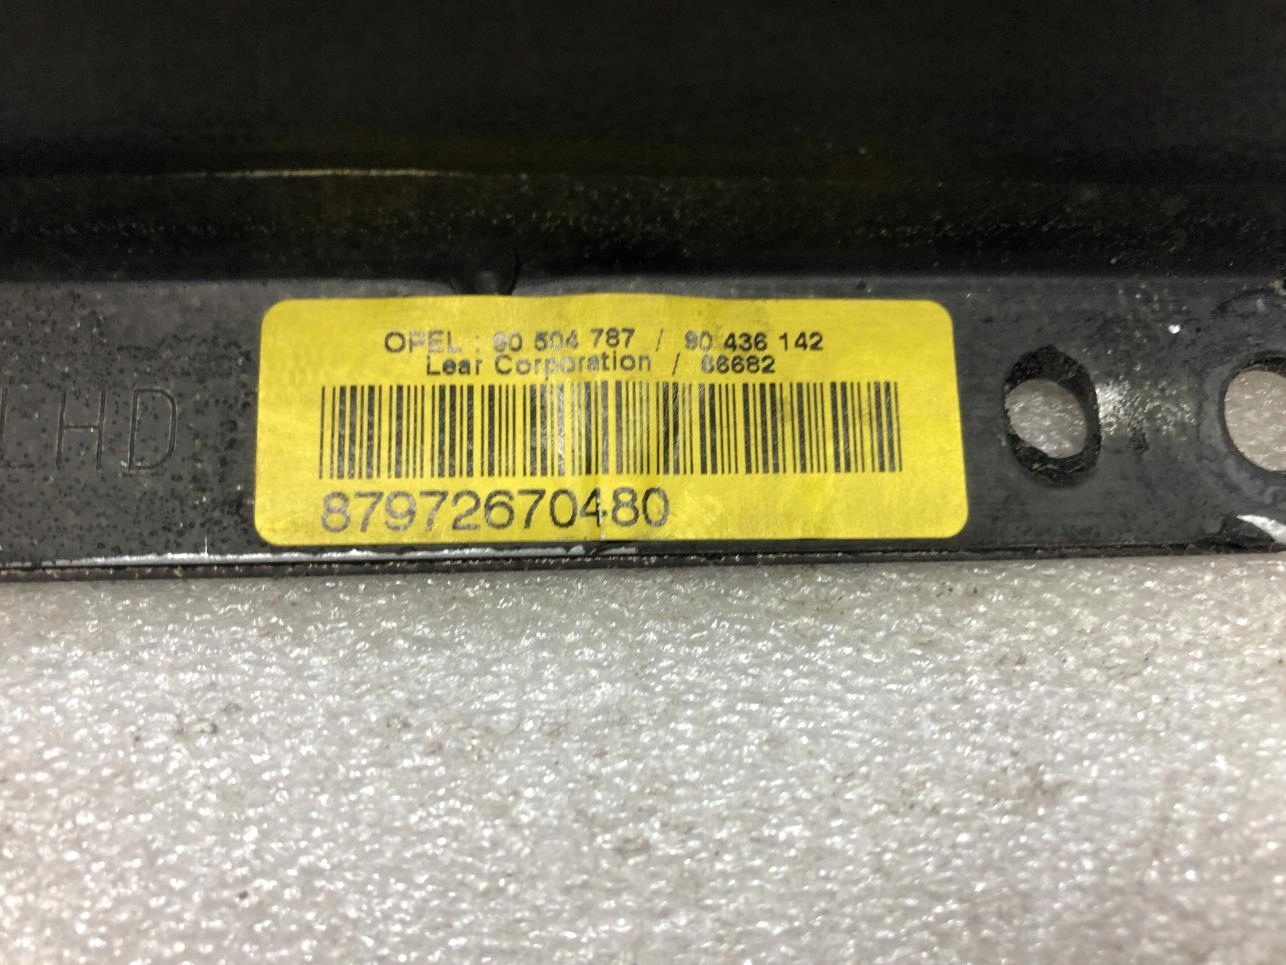 OPEL : 90 504 787 / 90 436 142
Lear Corporation / 66682
LHD
87972670480